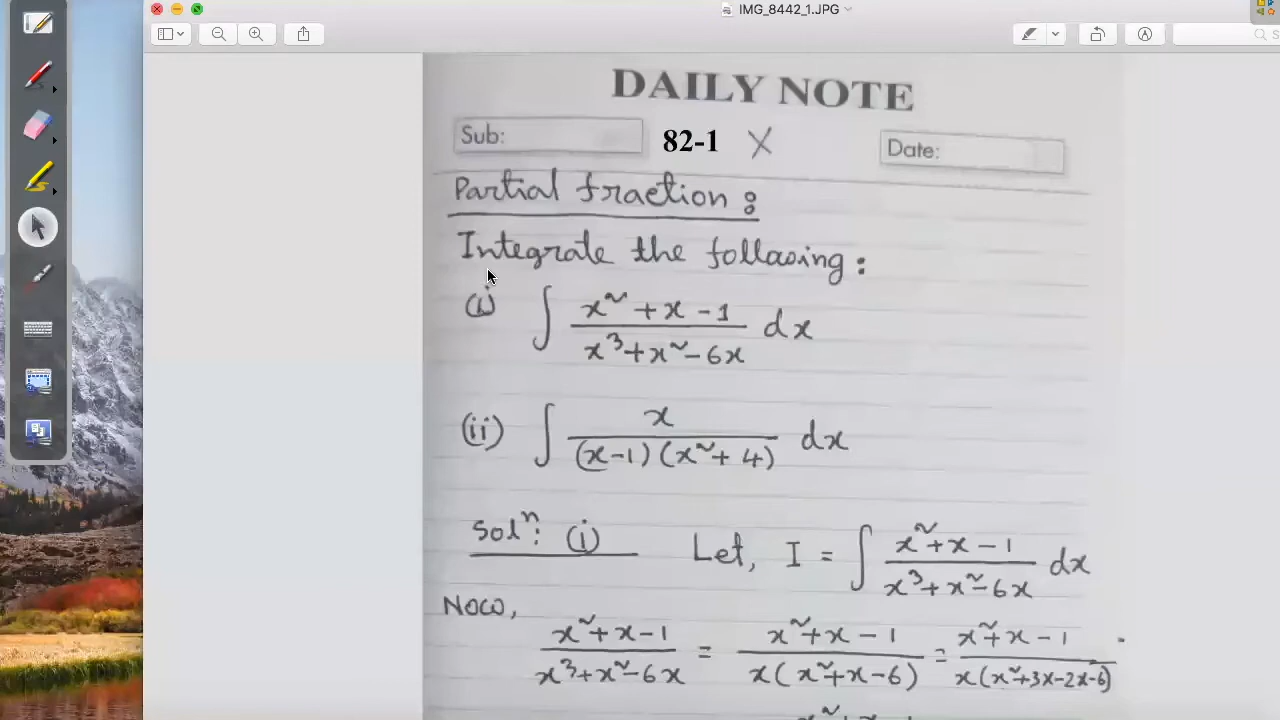 IMG_8442_1.JPG
DAILY NOTE
Sub: 82-1 X Date:
Partial fraction:
Integrate the following:
(i) ∫ (x² + x - 1)/(x³ + x² - 6x) dx
(ii) ∫ x/((x-1)(x² + 4)) dx
Solⁿ: (i) Let, I = ∫ (x² + x - 1)/(x³ + x² - 6x) dx
Now,
(x² + x - 1)/(x³ + x² - 6x) = (x² + x - 1)/(x(x² + x - 6)) = (x² + x - 1)/(x(x² + 3x - 2x - 6))